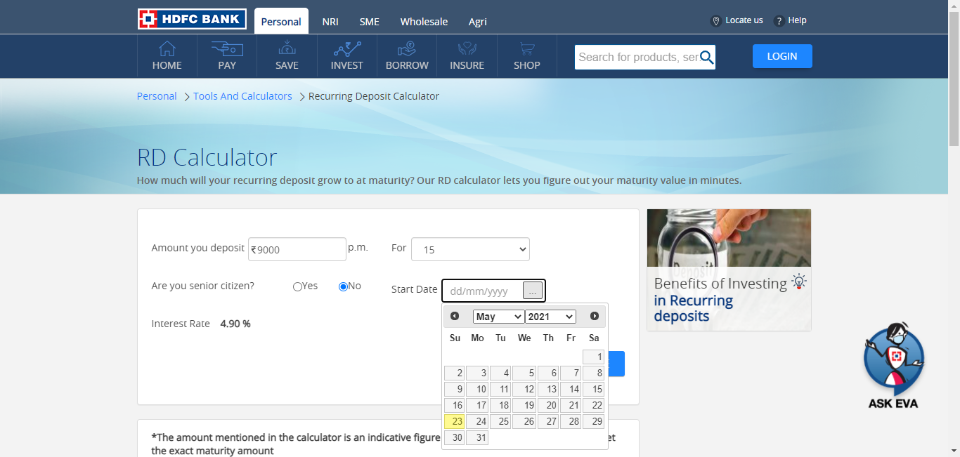 HDFC BANK Personal NRI SME Wholesale Agri Locate us ? Help
HOME PAY SAVE INVEST BORROW INSURE SHOP Search for products, ser LOGIN
Personal > Tools And Calculators > Recurring Deposit Calculator
RD Calculator
How much will your recurring deposit grow to at maturity? Our RD calculator lets you figure out your maturity value in minutes.
Amount you deposit ₹9000 p.m. For 15
Are you senior citizen? Yes No Start Date dd/mm/yyyy ...
Interest Rate 4.90 %
May 2021
Su Mo Tu We Th Fr Sa
1
2 3 4 5 6 7 8
9 10 11 12 13 14 15
16 17 18 19 20 21 22
23 24 25 26 27 28 29
30 31
*The amount mentioned in the calculator is an indicative figure
et
the exact maturity amount
Benefits of Investing
in Recurring
deposits
ASK EVA